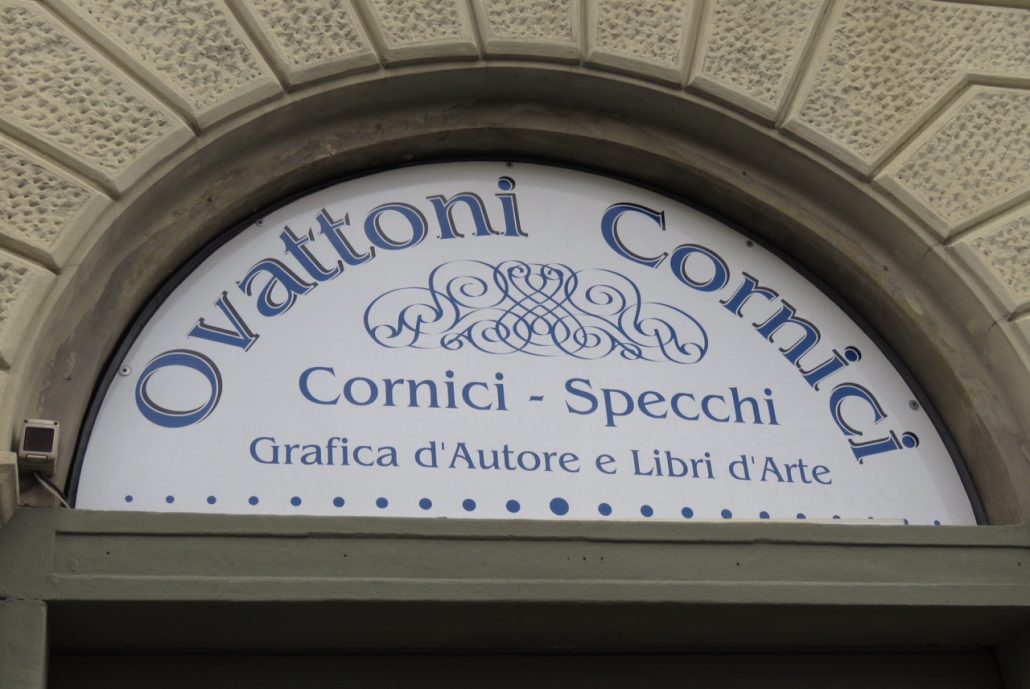 Ovattoni Cornici
Cornici - Specchi
Grafica d'Autore e Libri d'Arte